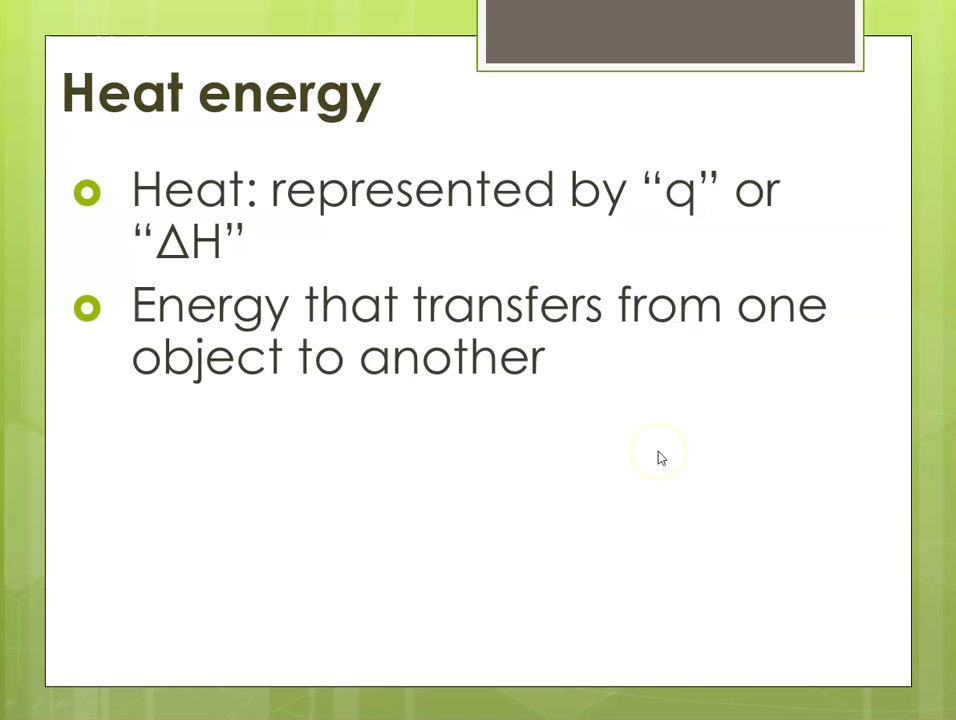 Heat energy
Heat: represented by “q” or
“ΔH”
Energy that transfers from one
object to another